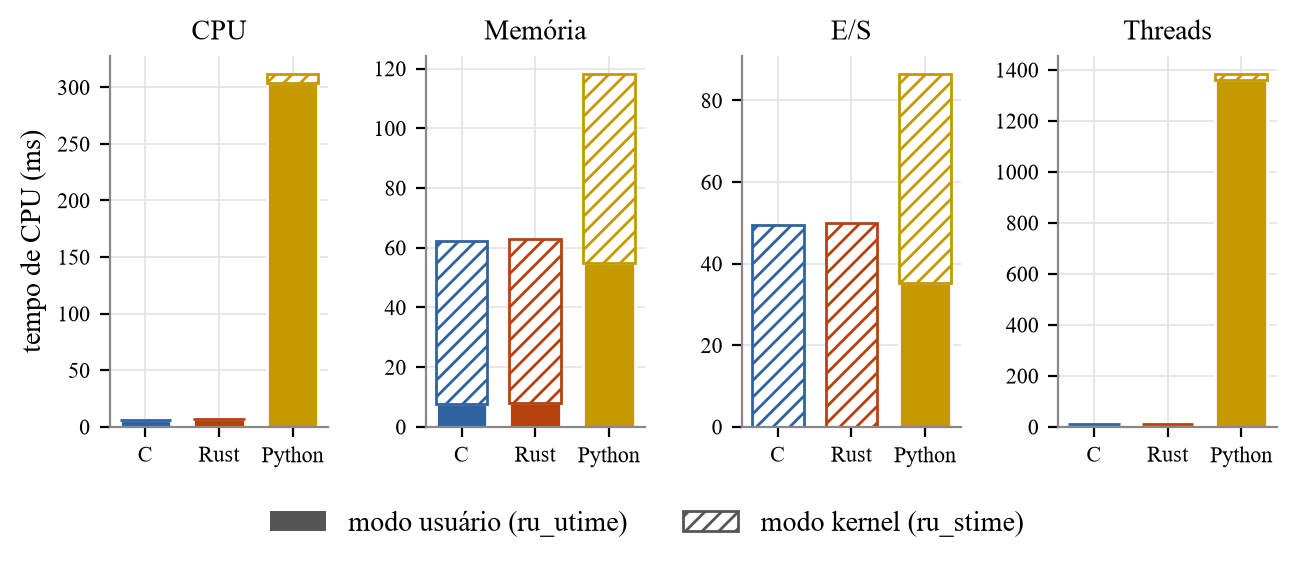 CPU
Memória
E/S
Threads
tempo de CPU (ms)
300
250
200
150
100
50
0
C Rust Python
120
100
80
60
40
20
0
C Rust Python
80
60
40
20
0
C Rust Python
1400
1200
1000
800
600
400
200
0
C Rust Python
modo usuário (ru_utime)
modo kernel (ru_stime)